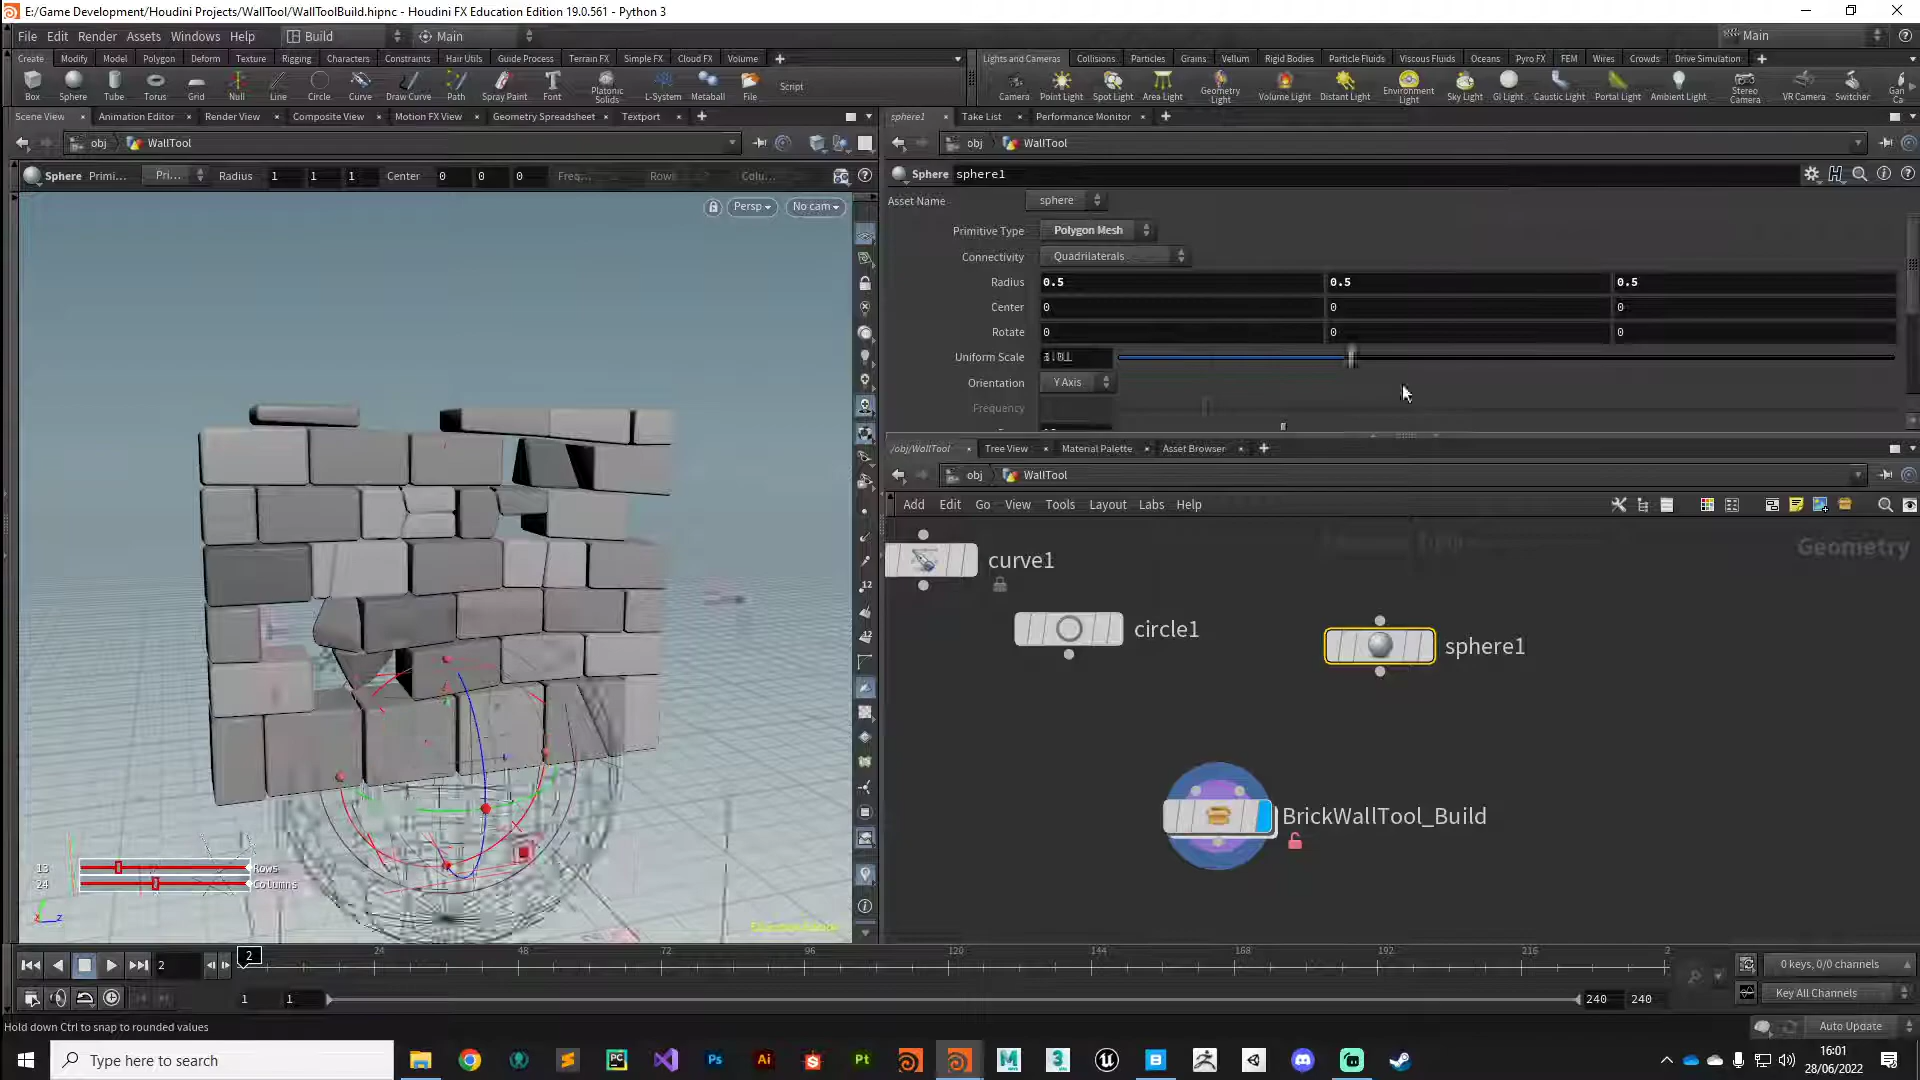 E:/Game Development/Houdini Projects/WallTool/WallToolBuild.hipnc - Houdini FX Education Edition 19.0.561 - Python 3
File Edit Render Assets Windows Help Build Main Main
Create Modify Model Polygon Deform Texture Rigging Characters Constraints Hair Utils Guide Process Terrain FX Simple FX Cloud FX Volume
Lights and Cameras Collisions Particles Grains Vellum Rigid Bodies Particle Fluids Viscous Fluids Oceans Pyro FX FEM Wires Crowds Drive Simulation
Box Sphere Tube Torus Grid Null Line Circle Curve Draw Curve Path Spray Paint Font Platonic Solids L-System Metaball File Script
Camera Point Light Spot Light Area Light Geometry Light Volume Light Distant Light Environment Light Sky Light GI Light Caustic Light Portal Light Ambient Light Stereo Camera VR Camera Switcher
Scene View Animation Editor Render View Composite View Motion FX View Geometry Spreadsheet Textport
sphere1 Take List Performance Monitor
obj WallTool
obj WallTool
Sphere Primi... Pri... Radius 1 1 1 Center 0 0 0 Freq... Rows Colu...
Sphere sphere1
Persp No cam
Asset Name sphere
Primitive Type Polygon Mesh
Connectivity Quadrilaterals
Radius 0.5 0.5 0.5
Center 0 0 0
Rotate 0 0 0
Uniform Scale
Orientation Y Axis
Frequency
/obj/WallTool Tree View Material Palette Asset Browser
obj WallTool
Add Edit Go View Tools Layout Labs Help
Geometry
curve1
circle1
sphere1
BrickWallTool_Build
13 Rows
24 Columns
x z
2 2 24 48 72 96 120 144 168 192 216 2
0 keys, 0/0 channels
1 1 240 240
Key All Channels
Hold down Ctrl to snap to rounded values
Auto Update
Type here to search
16:01
28/06/2022